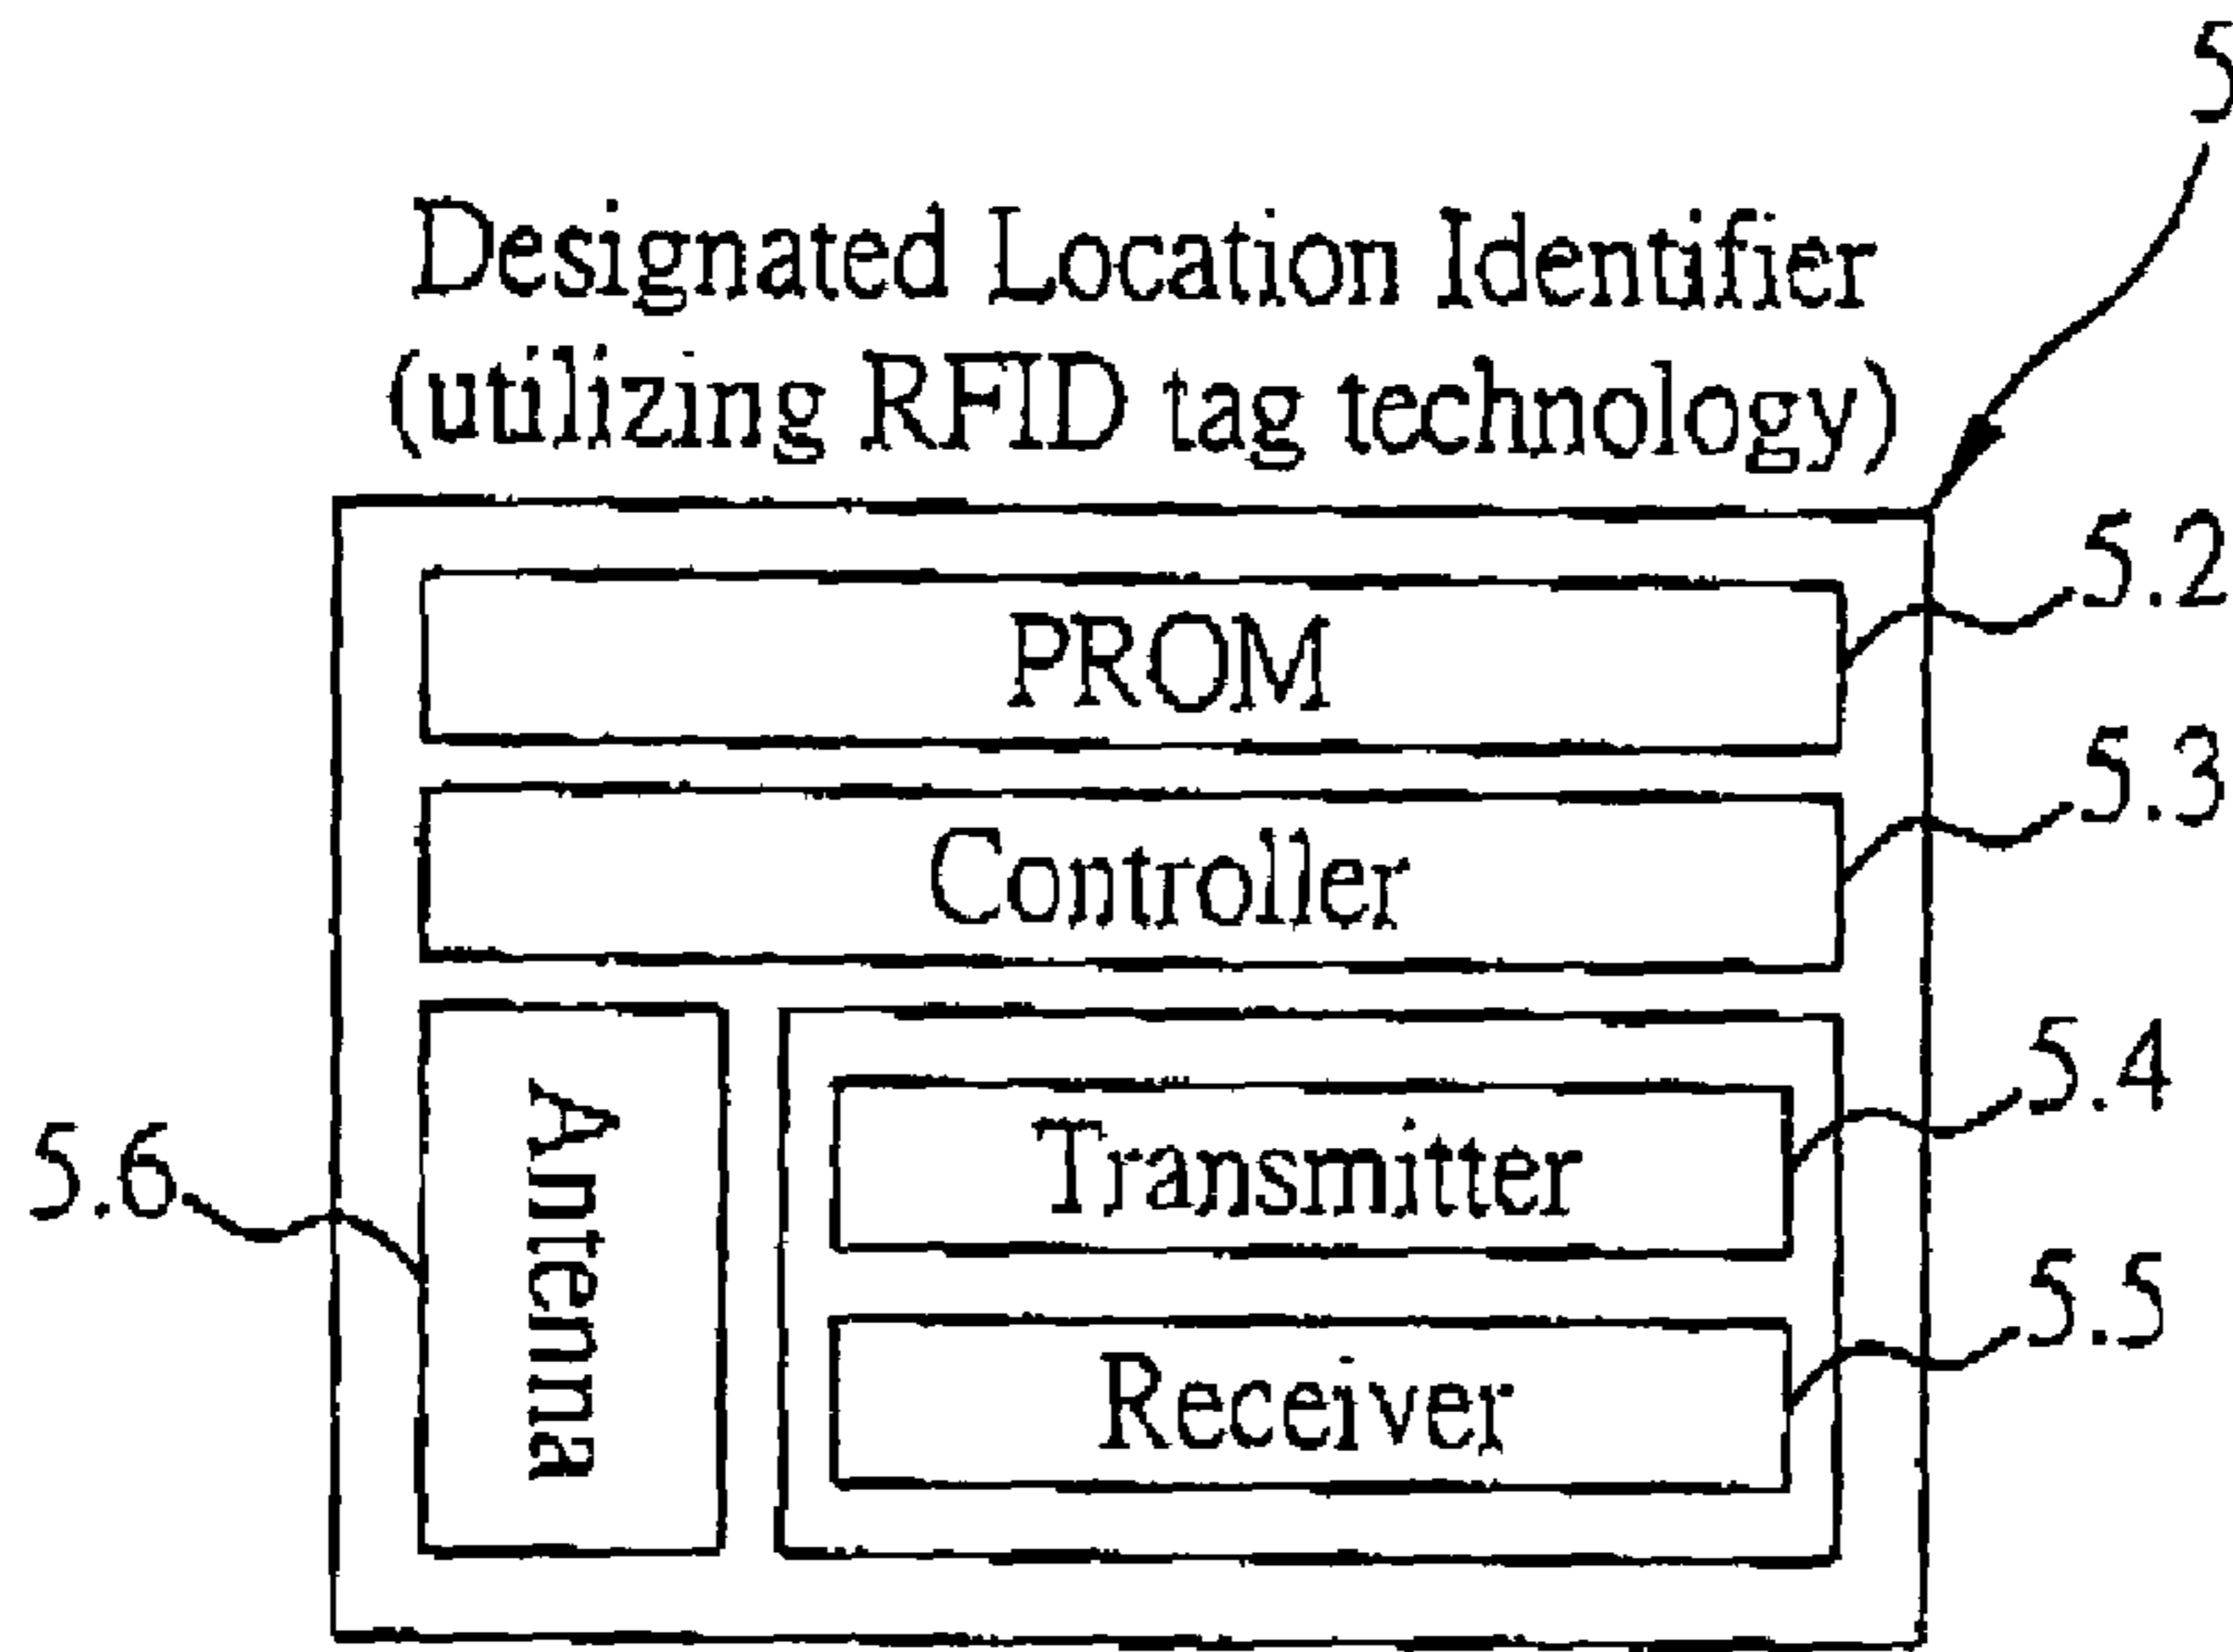 5
Designated Location Identifier
(utilizing RFID tag technology)
5.2
PROM
5.3
Controller
5.4
Transmitter
5.6
Antenna
5.5
Receiver